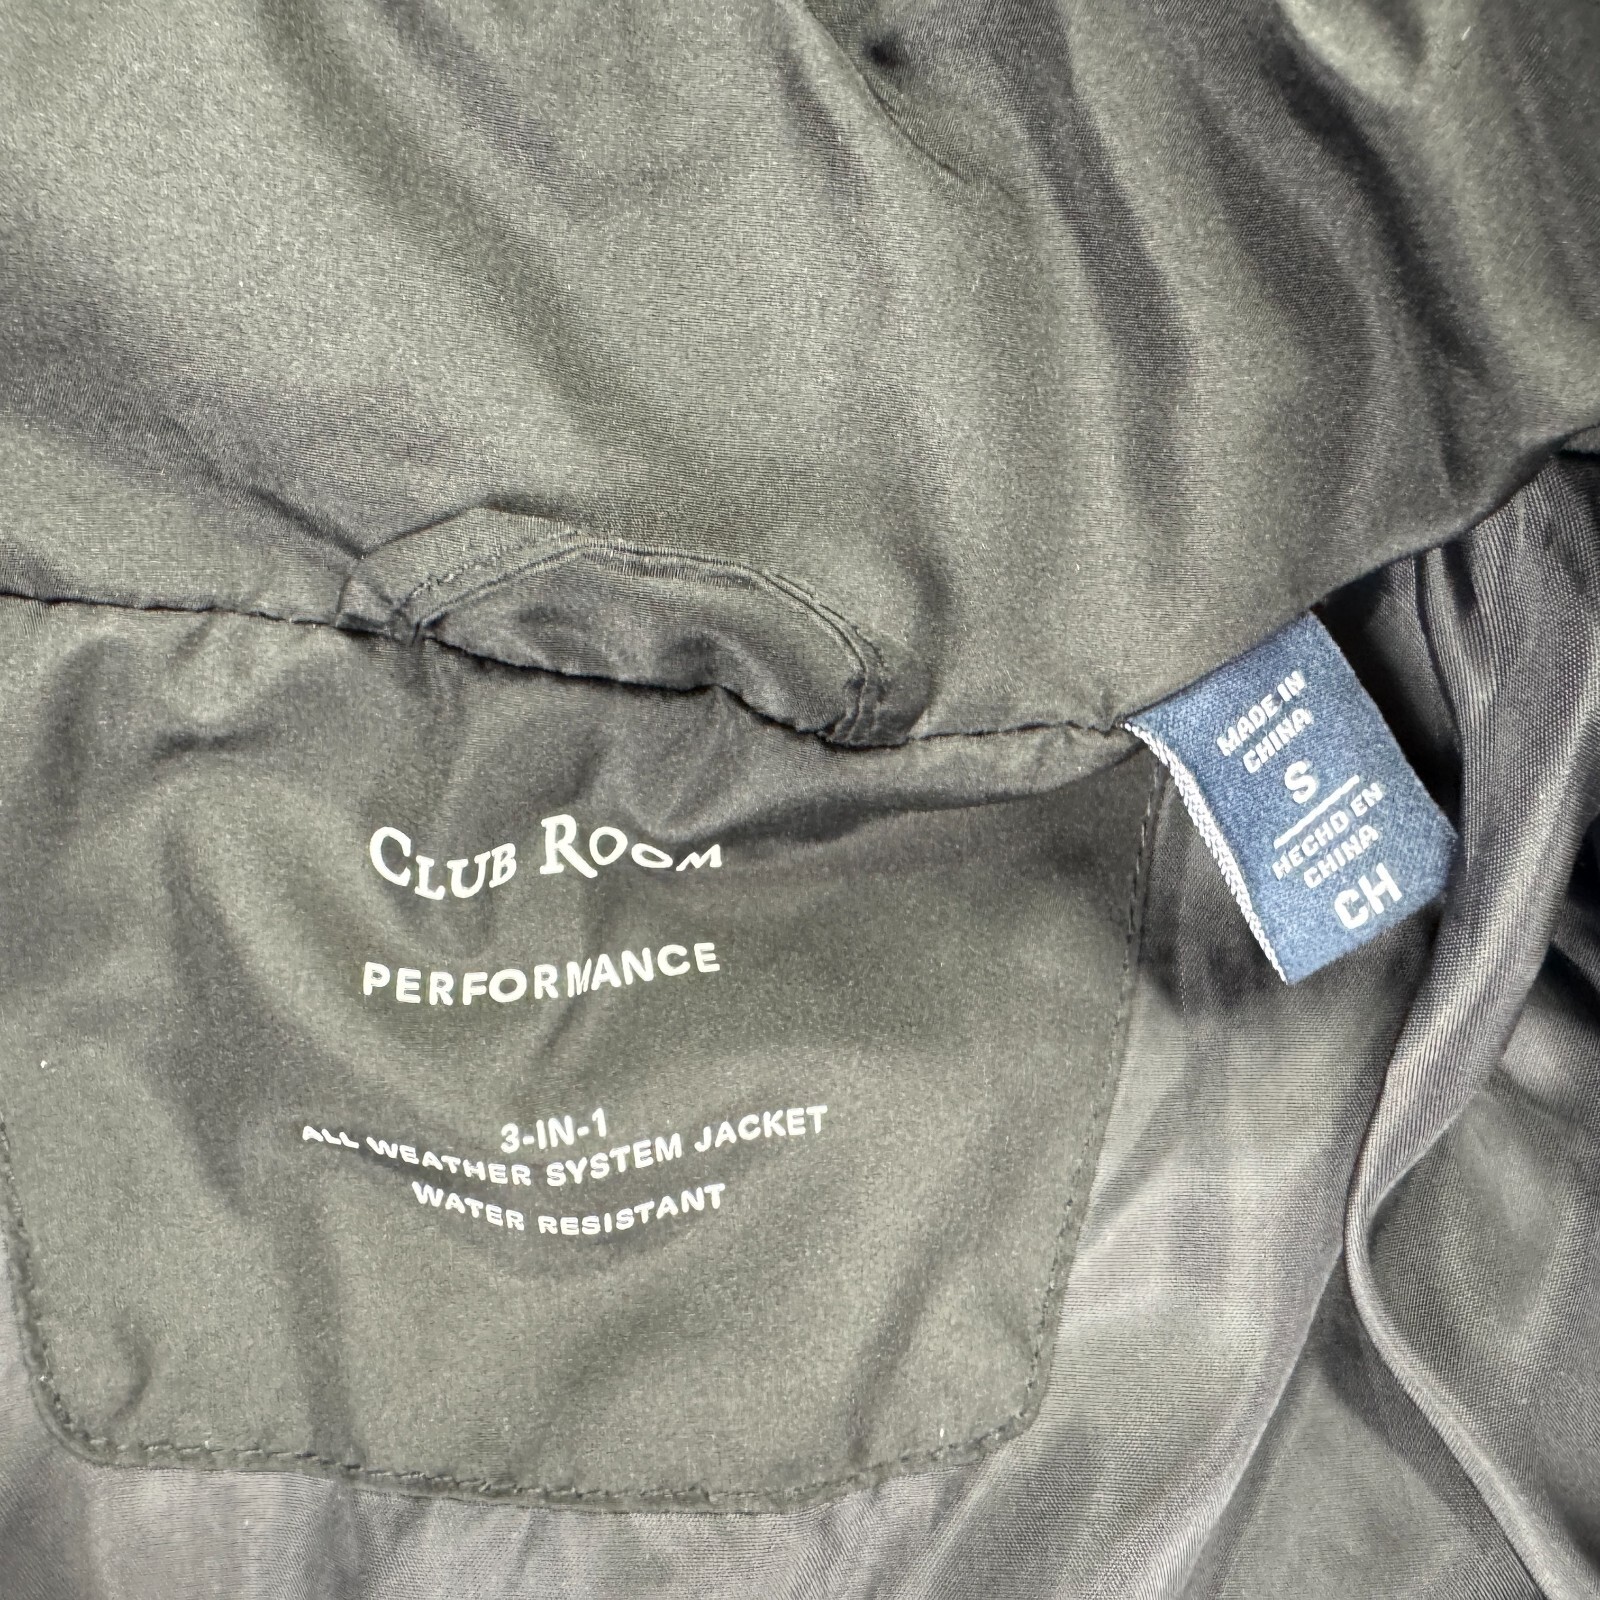 CLUB ROOM
PERFORMANCE
3-IN-1
ALL WEATHER SYSTEM JACKET
WATER RESISTANT
MADE IN
CHINA
S
HECHO EN
CHINA
CH